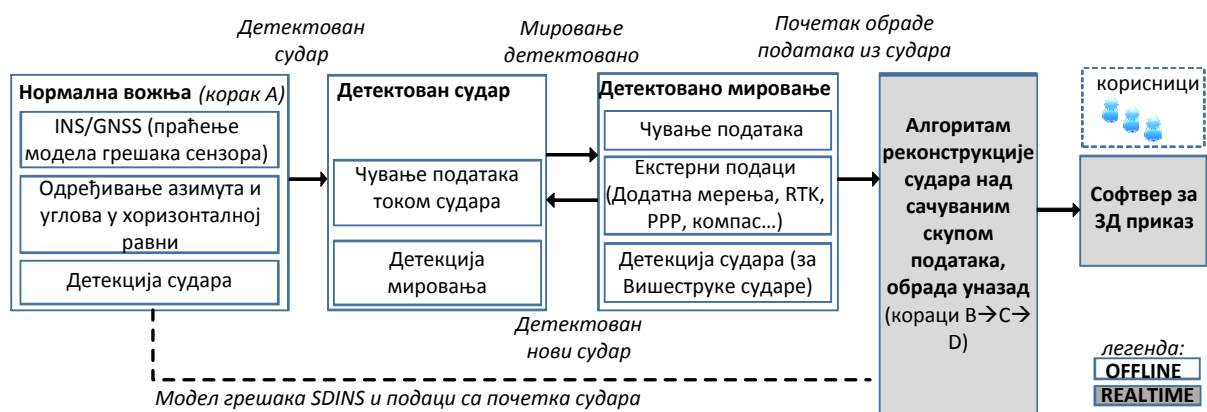 Детектован
судар
Мировање
детектовано
Почетак обраде
података из судара
Нормална вожња (корак А)
INS/GNSS (праћење
модела грешака сензора)
Одређивање азимута и
углова у хоризонталној
равни
Детекција судара
Детектован судар
Чување података
током судара
Детекција
мировања
Детектовано мировање
Чување података
Екстерни подаци
(Додатна мерења, RTK,
PPP, компас…)
Детекција судара (за
Вишеструке сударе)
Детектован
нови судар
Алгоритам
реконструкције
судара над
сачуваним
скупом
података,
обрада уназад
(кораци B→C→
D)
корисници
Софтвер за
3Д приказ
Модел грешака SDINS и подаци са почетка судара
легенда:
OFFLINE
REALTIME